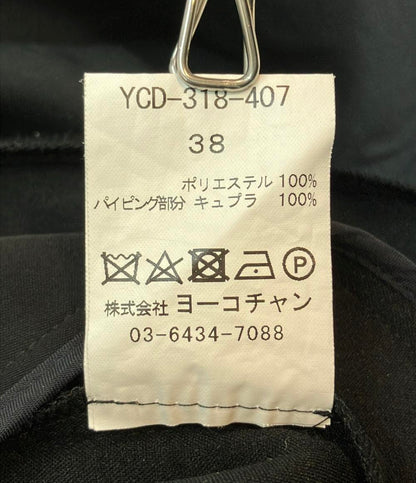 YCD-318-407
38
ポリエステル 100%
パイピング部分 キュプラ 100%
P
株式会社 ヨーコチャン
03-6434-7088